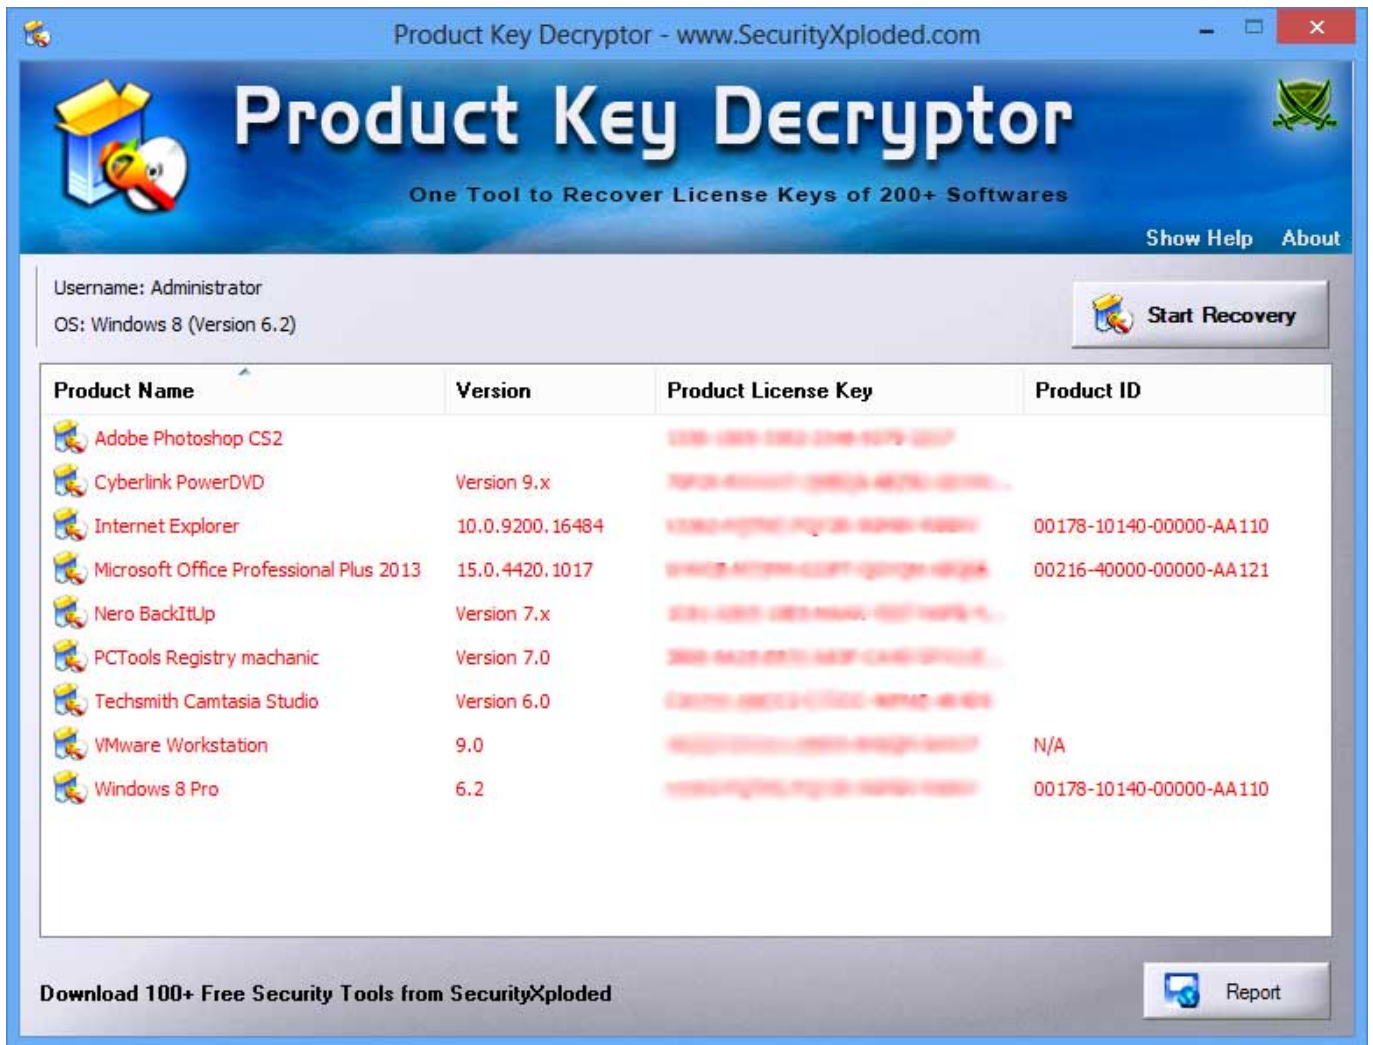 Product Key Decryptor - www.SecurityXploded.com
Product Key Decryptor
One Tool to Recover License Keys of 200+ Softwares
Show Help About
Username: Administrator
OS: Windows 8 (Version 6.2)
Start Recovery
Product Name Version Product License Key Product ID
Adobe Photoshop CS2
Cyberlink PowerDVD Version 9.x
Internet Explorer 10.0.9200.16484 00178-10140-00000-AA110
Microsoft Office Professional Plus 2013 15.0.4420.1017 00216-40000-00000-AA121
Nero BackItUp Version 7.x
PCTools Registry machanic Version 7.0
Techsmith Camtasia Studio Version 6.0
VMware Workstation 9.0 N/A
Windows 8 Pro 6.2 00178-10140-00000-AA110
Download 100+ Free Security Tools from SecurityXploded
Report